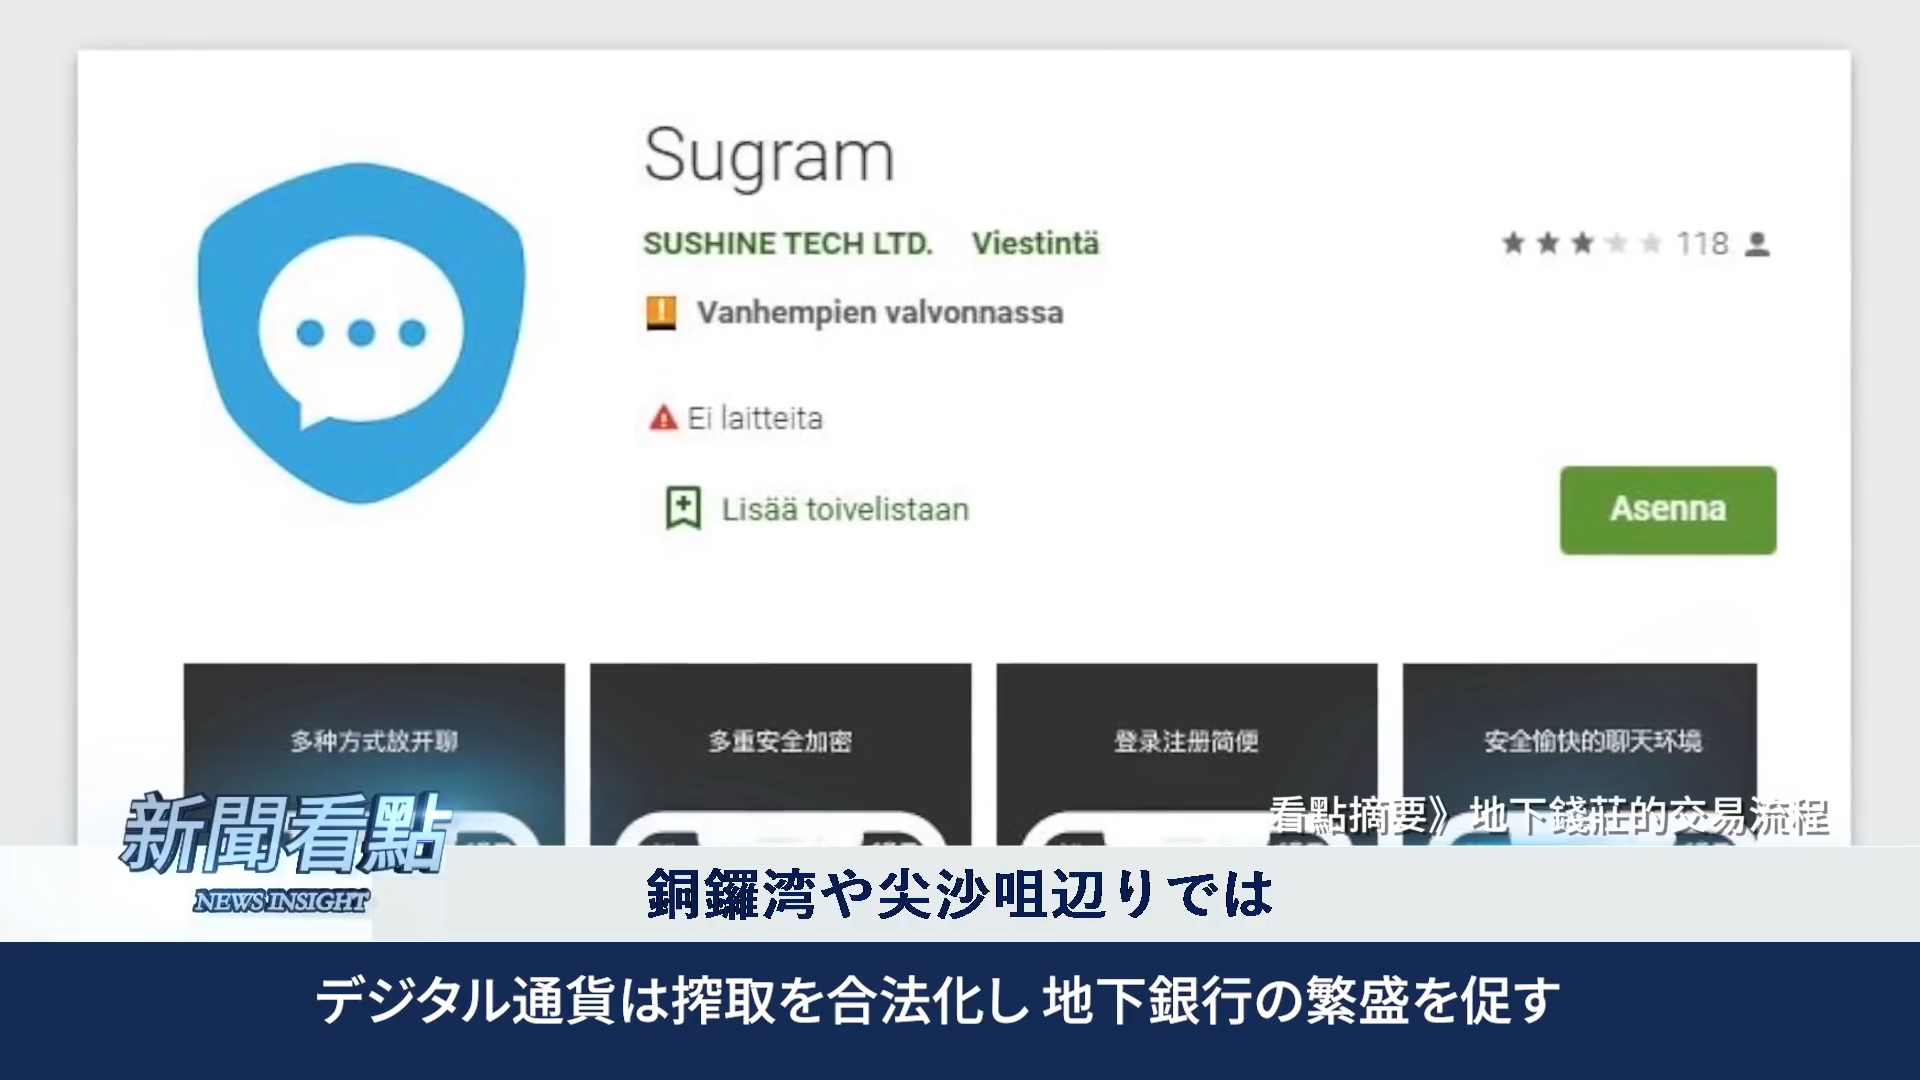 Sugram
SUSHINE TECH LTD. Viestintä
118
Vanhempien valvonnassa
Ei laitteita
Lisää toivelistaan
Asenna
多种方式放开聊
多重安全加密
登录注册简便
安全愉快的聊天环境
新聞看點
NEWS INSIGHT
看點摘要》地下錢莊的交易流程
銅鑼湾や尖沙咀辺りでは
デジタル通貨は搾取を合法化し 地下銀行の繁盛を促す